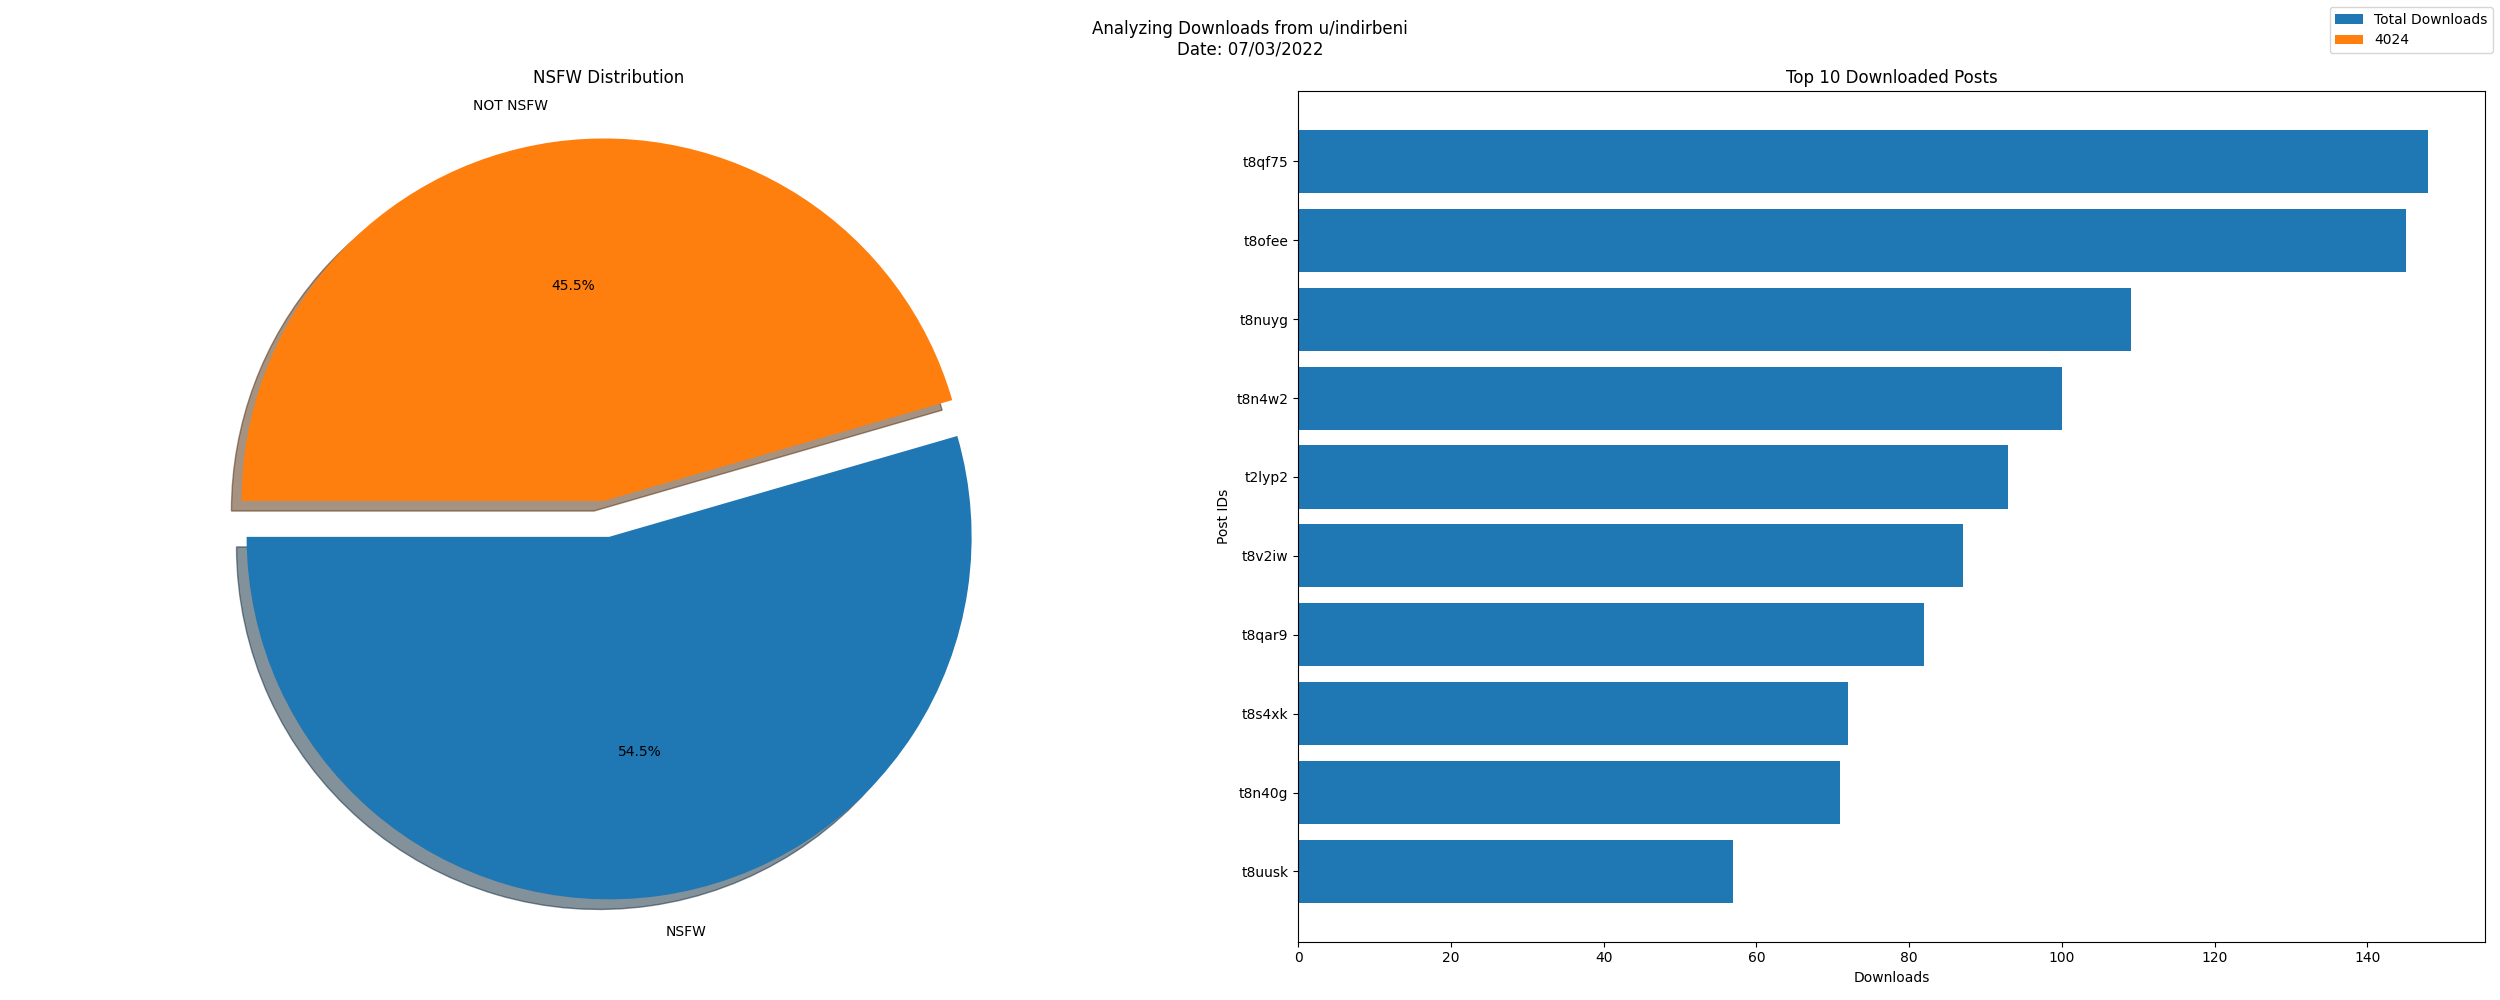 Analyzing Downloads from u/indirbeni
Date: 07/03/2022
Total Downloads
4024
NSFW Distribution
NOT NSFW
45.5%
54.5%
NSFW
Top 10 Downloaded Posts
Post IDs
t8qf75
t8ofee
t8nuyg
t8n4w2
t2lyp2
t8v2iw
t8qar9
t8s4xk
t8n40g
t8uusk
0 20 40 60 80 100 120 140
Downloads